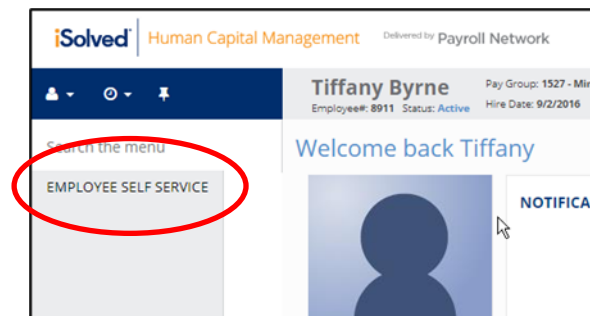 iSolved Human Capital Management Delivered by Payroll Network
Tiffany Byrne Pay Group: 1527 - Min
Employee#: 8911 Status: Active Hire Date: 9/2/2016
Search the menu
Welcome back Tiffany
EMPLOYEE SELF SERVICE
NOTIFICA